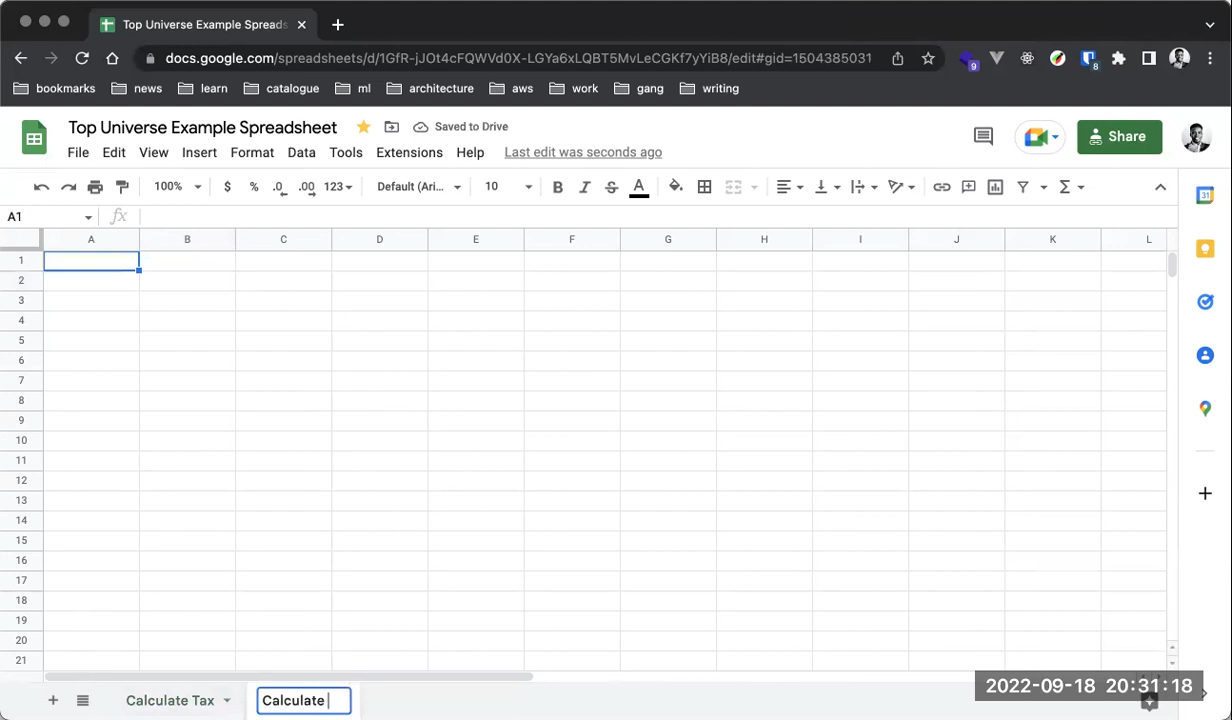 Top Universe Example Spreads
docs.google.com/spreadsheets/d/1GfR-jJOt4cFQWVd0X-LGYa6xLQBT5MvLeCGKf7yYiB8/edit#gid=1504385031
9
8
bookmarks news learn catalogue ml architecture aws work gang writing
Top Universe Example Spreadsheet Saved to Drive
Share
File Edit View Insert Format Data Tools Extensions Help Last edit was seconds ago
100% $ % .0 .00 123 Default (Ari... 10 B I S A Σ
31
A1 fx
A B C D E F G H I J K L
1
2
3
4
5
6
7
8
9
10
11
12
13
14
15
16
17
18
19
20
21
Calculate Tax Calculate
2022-09-18 20:31:18